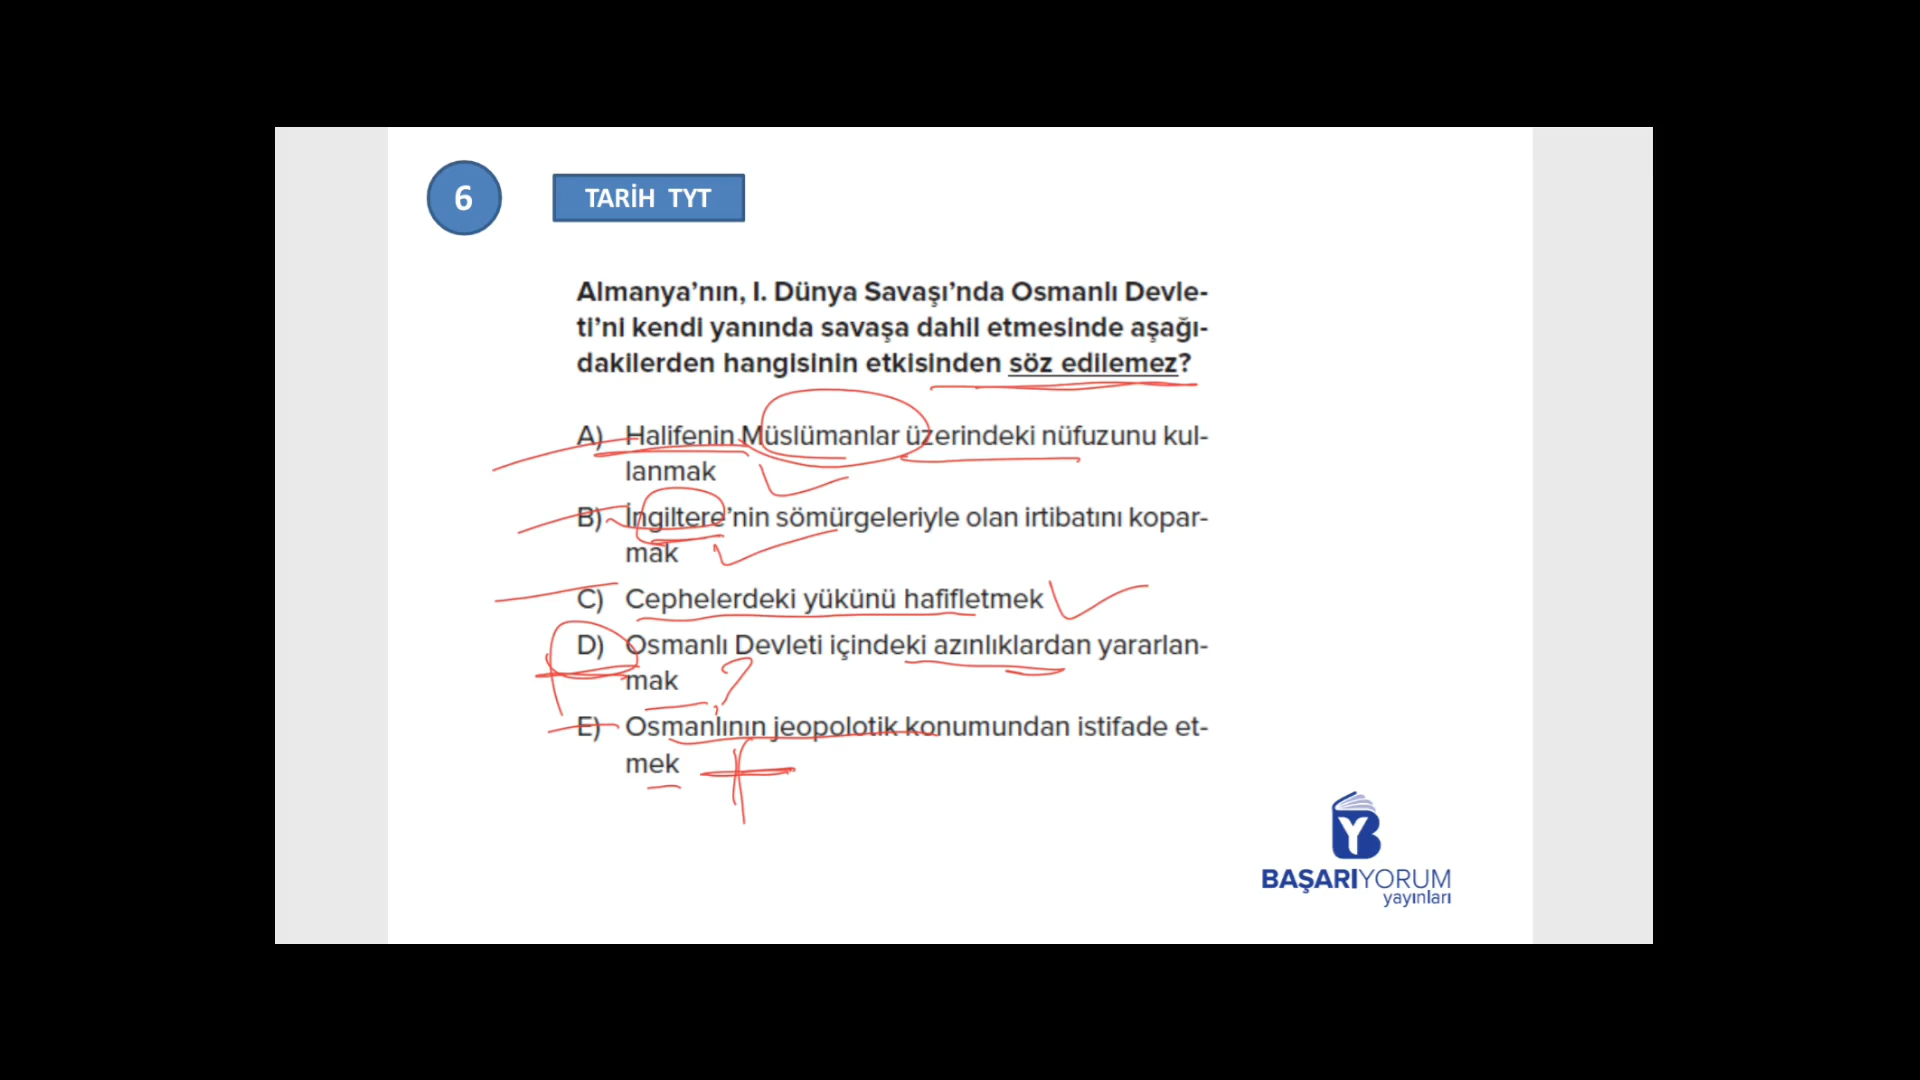 6
TARİH TYT
Almanya'nın, I. Dünya Savaşı'nda Osmanlı Devle-
ti'ni kendi yanında savaşa dahil etmesinde aşağı-
dakilerden hangisinin etkisinden söz edilemez?
A) Halifenin Müslümanlar üzerindeki nüfuzunu kul-
lanmak
B) İngiltere'nin sömürgeleriyle olan irtibatını kopar-
mak
C) Cephelerdeki yükünü hafifletmek
D) Osmanlı Devleti içindeki azınlıklardan yararlan-
mak ?
E) Osmanlının jeopolotik konumundan istifade et-
mek
BAŞARIYORUM
yayınları